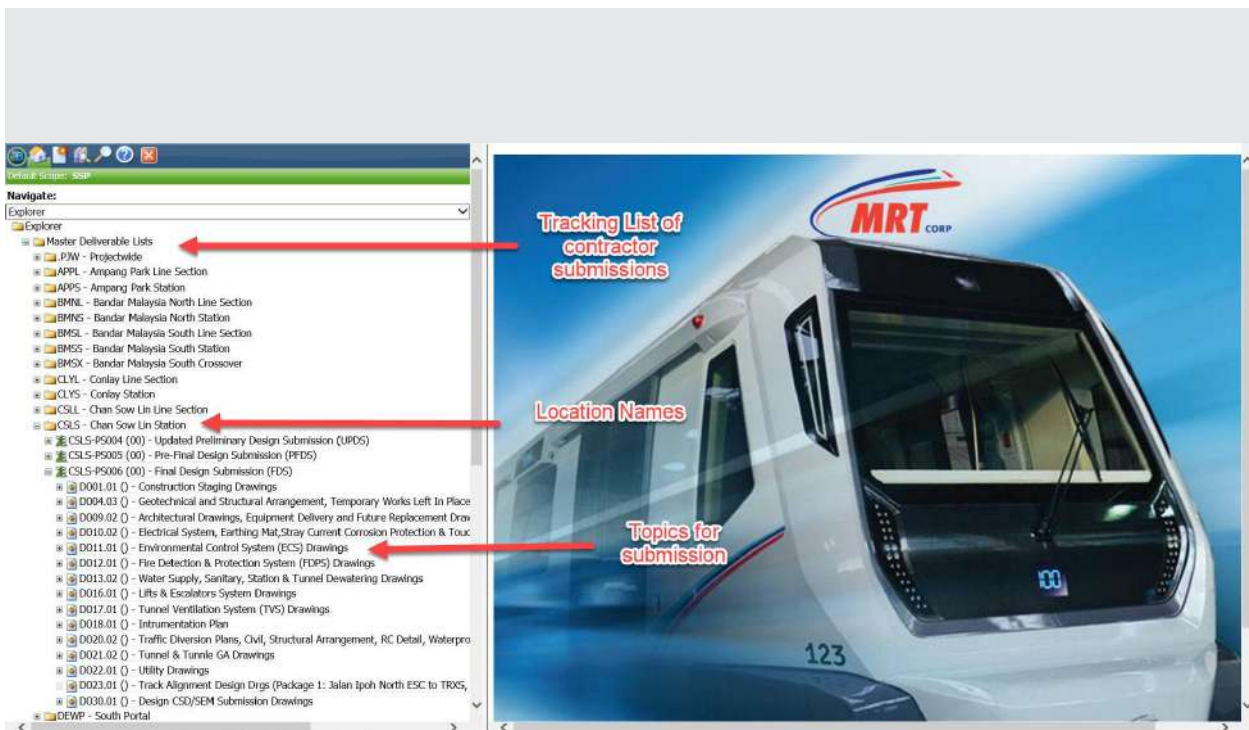 Default Scope: SSP
Navigate:
Explorer
Explorer
Master Deliverable Lists
.PJW - Projectwide
APPL - Ampang Park Line Section
APPS - Ampang Park Station
BMNL - Bandar Malaysia North Line Section
BMNS - Bandar Malaysia North Station
BMSL - Bandar Malaysia South Line Section
BMSS - Bandar Malaysia South Station
BMSX - Bandar Malaysia South Crossover
CLYL - Conlay Line Section
CLYS - Conlay Station
CSLL - Chan Sow Lin Line Section
CSLS - Chan Sow Lin Station
CSLS-PS004 (00) - Updated Preliminary Design Submission (UPDS)
CSLS-PS005 (00) - Pre-Final Design Submission (PFDS)
CSLS-PS006 (00) - Final Design Submission (FDS)
D001.01 () - Construction Staging Drawings
D004.03 () - Geotechnical and Structural Arrangement, Temporary Works Left In Place
D009.02 () - Architectural Drawings, Equipment Delivery and Future Replacement Draw
D010.02 () - Electrical System, Earthing Mat,Stray Current Corrosion Protection & Touc
D011.01 () - Environmental Control System (ECS) Drawings
D012.01 () - Fire Detection & Protection System (FDPS) Drawings
D013.02 () - Water Supply, Sanitary, Station & Tunnel Dewatering Drawings
D016.01 () - Lifts & Escalators System Drawings
D017.01 () - Tunnel Ventilation System (TVS) Drawings
D018.01 () - Intrumentation Plan
D020.02 () - Traffic Diversion Plans, Civil, Structural Arrangement, RC Detail, Waterpro
D021.02 () - Tunnel & Tunnle GA Drawings
D022.01 () - Utility Drawings
D023.01 () - Track Alignment Design Drgs (Package 1: Jalan Ipoh North ESC to TRXS,
D030.01 () - Design CSD/SEM Submission Drawings
DEWP - South Portal
Tracking List of
contractor
submissions
Location Names
Topics for
submission
MRT CORP
100
123